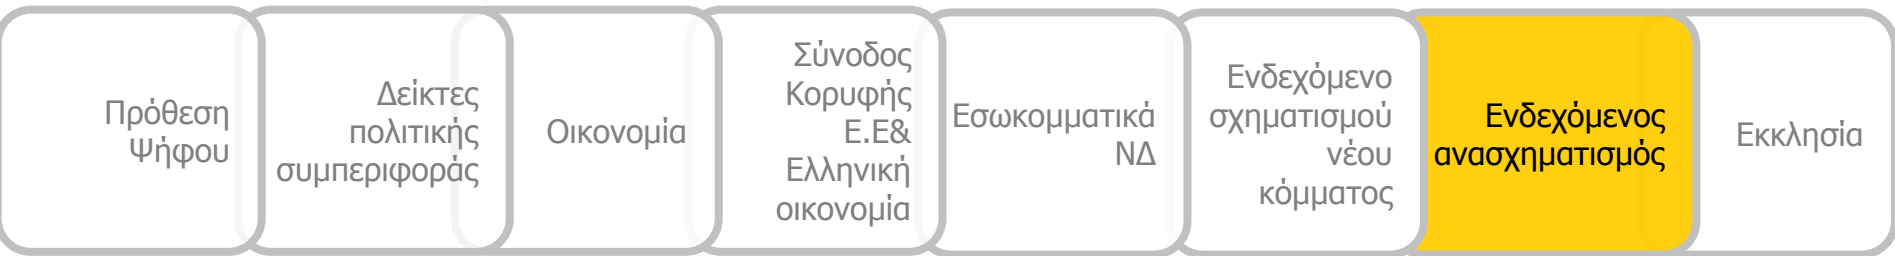 Πρόθεση
Ψήφου
Δείκτες
πολιτικής
συμπεριφοράς
Οικονομία
Σύνοδος
Κορυφής
Ε.Ε&
Ελληνική
οικονομία
Εσωκομματικά
ΝΔ
Ενδεχόμενο
σχηματισμού
νέου
κόμματος
Ενδεχόμενος
ανασχηματισμός
Εκκλησία